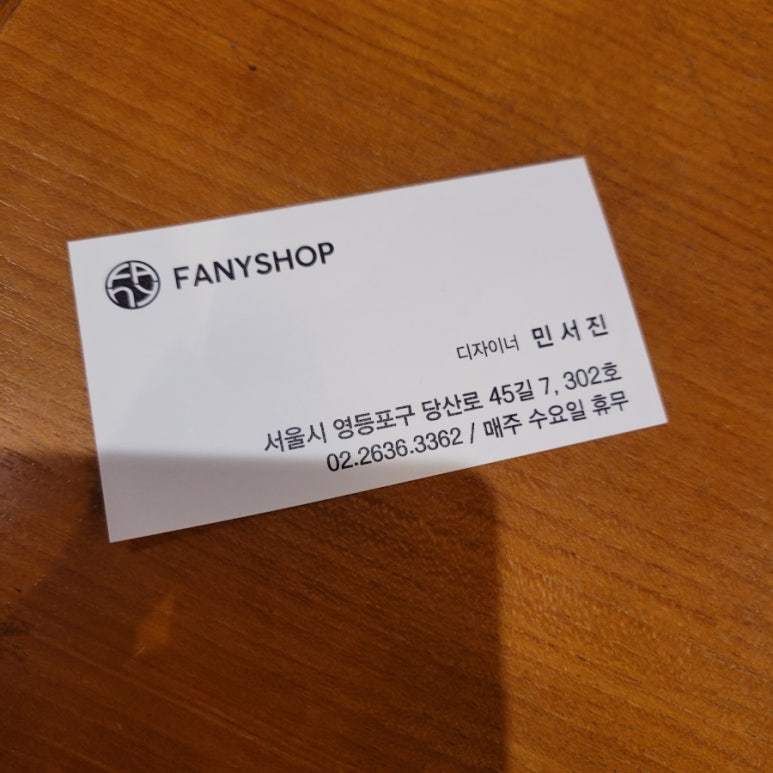 FANY
FANYSHOP
디자이너 민서진
서울시 영등포구 당산로 45길 7, 302호
02.2636.3362 / 매주 수요일 휴무